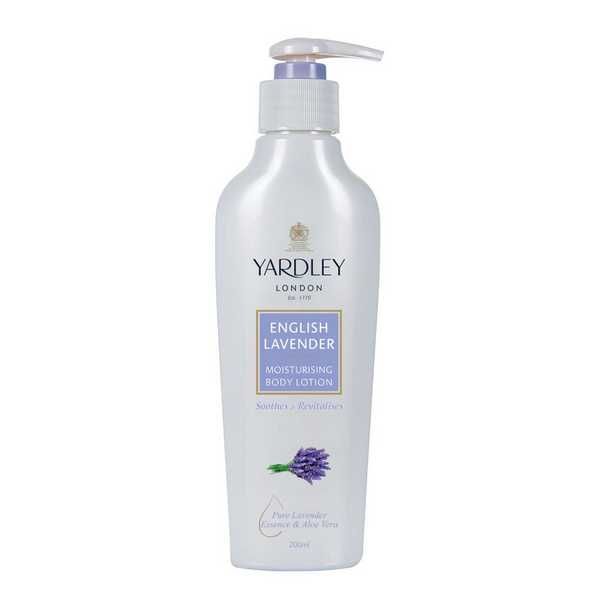 YARDLEY
LONDON
Est. 1770
ENGLISH
LAVENDER
MOISTURISING
BODY LOTION
Soothes & Revitalises
Pure Lavender
Essence & Aloe Vera
200ml